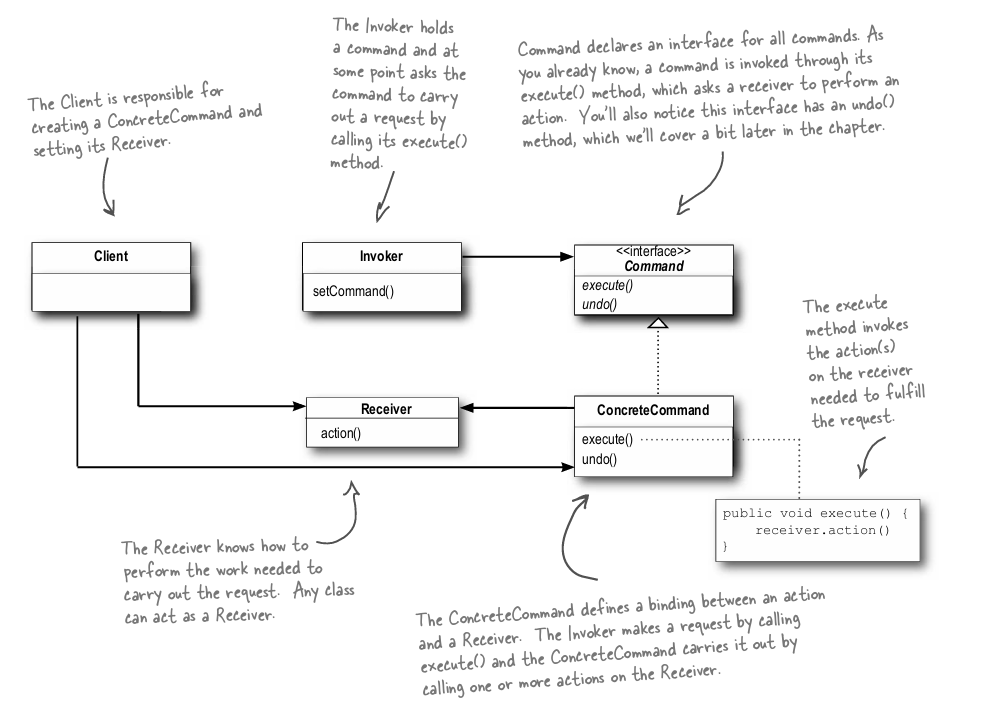 The Invoker holds
a command and at
some point asks the
command to carry
out a request by
calling its execute()
method.
Command declares an interface for all commands. As
you already know, a command is invoked through its
execute() method, which asks a receiver to perform an
action. You'll also notice this interface has an undo()
method, which we'll cover a bit later in the chapter.
The Client is responsible for
creating a ConcreteCommand and
setting its Receiver.
Client
Invoker
setCommand()
<<interface>>
Command
execute()
undo()
The execute
method invokes
the action(s)
on the receiver
needed to fulfill
the request.
Receiver
action()
ConcreteCommand
execute()
undo()
public void execute() {
receiver.action()
}
The Receiver knows how to
perform the work needed to
carry out the request. Any class
can act as a Receiver.
The ConcreteCommand defines a binding between an action
and a Receiver. The Invoker makes a request by calling
execute() and the ConcreteCommand carries it out by
calling one or more actions on the Receiver.